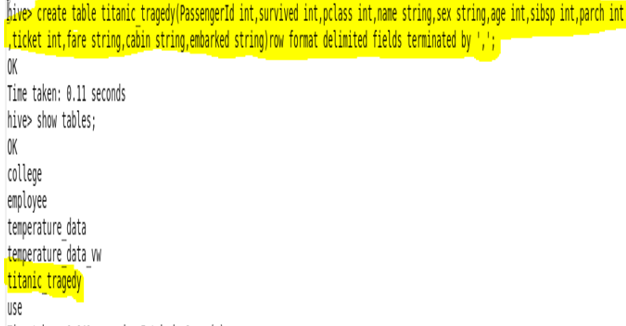 hive> create table titanic_tragedy(PassengerId int,survived int,pclass int,name string,sex string,age int,sibsp int,parch int
,ticket int,fare string,cabin string,embarked string)row format delimited fields terminated by ',';
OK
Time taken: 0.11 seconds
hive> show tables;
OK
college
employee
temperature_data
temperature_data_vw
titanic_tragedy
use